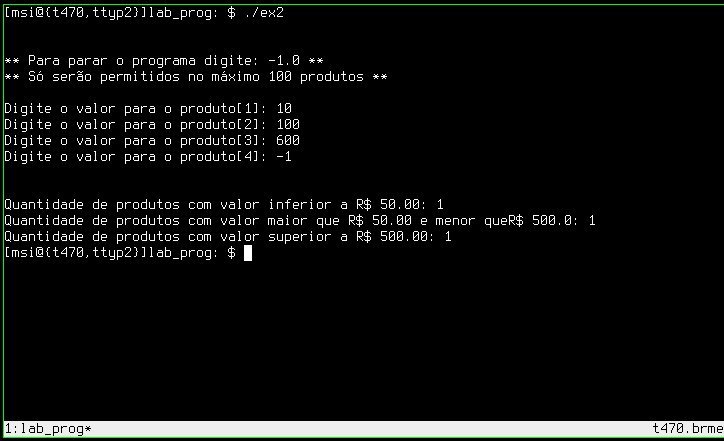 [msi@{t470,ttyp2}]lab_prog: $ ./ex2
** Para parar o programa digite: -1.0 **
** Só serão permitidos no máximo 100 produtos **
Digite o valor para o produto[1]: 10
Digite o valor para o produto[2]: 100
Digite o valor para o produto[3]: 600
Digite o valor para o produto[4]: -1
Quantidade de produtos com valor inferior a R$ 50.00: 1
Quantidade de produtos com valor maior que R$ 50.00 e menor queR$ 500.0: 1
Quantidade de produtos com valor superior a R$ 500.00: 1
[msi@{t470,ttyp2}]lab_prog: $
1:lab_prog* t470.brme